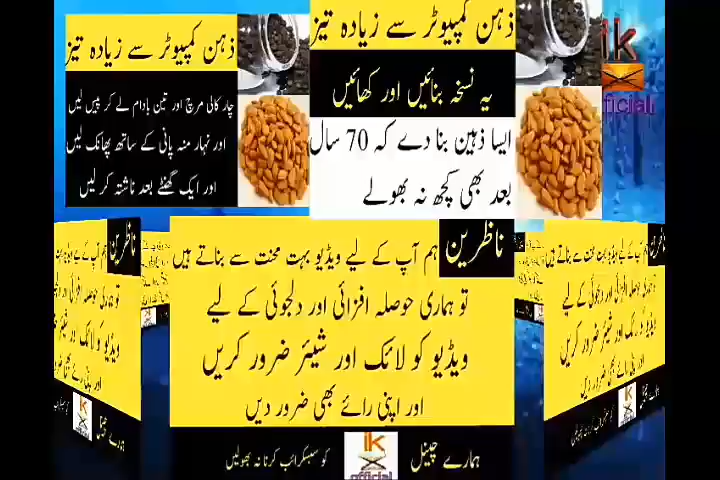 ذہن کمپیوٹر سے زیادہ تیز
یہ نسخہ بنائیں اور کھائیں
ایسا ذہین بنا دے کہ 70 سال
بعد بھی کچھ نہ بھولے
ik
fficial
ذہن کمپیوٹر سے زیادہ تیز
چار کالی مرچ اور تین بادام لے کر پیس لیں
اور نہار منہ پانی کے ساتھ پھانک لیں
اور ایک گھنٹے بعد ناشتہ کر لیں
ناظرین ہم آپ کے لیے ویڈیو بہت محنت سے بناتے ہیں
تو ہماری حوصلہ افزائی اور دلجوئی کے لیے
ویڈیو کو لائک اور شیئر ضرور کریں
اور اپنی رائے بھی ضرور دیں
ہمارے چینل ik official کو سبسکرائب کرنا نہ بھولیں